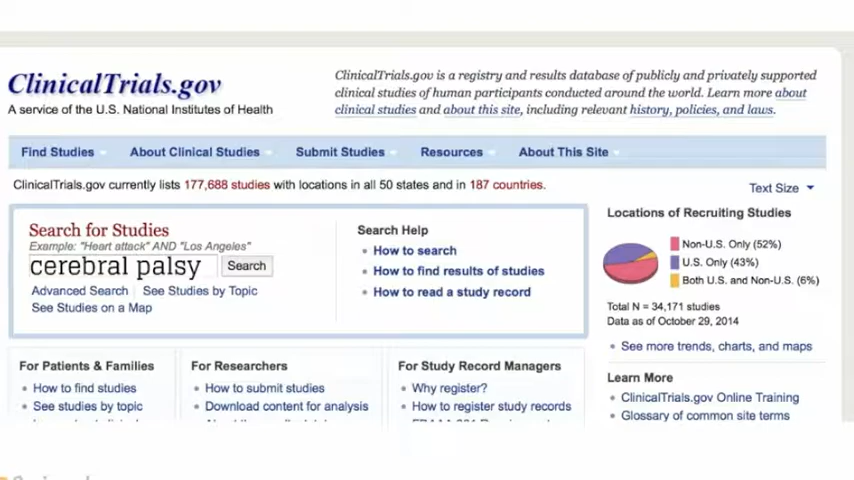 ClinicalTrials.gov
A service of the U.S. National Institutes of Health
ClinicalTrials.gov is a registry and results database of publicly and privately supported
clinical studies of human participants conducted around the world. Learn more about
clinical studies and about this site, including relevant history, policies, and laws.
Find Studies
About Clinical Studies
Submit Studies
Resources
About This Site
ClinicalTrials.gov currently lists 177,688 studies with locations in all 50 states and in 187 countries.
Text Size
Search for Studies
Example: "Heart attack" AND "Los Angeles"
cerebral palsy
Search
Advanced Search
See Studies by Topic
See Studies on a Map
Search Help
How to search
How to find results of studies
How to read a study record
Locations of Recruiting Studies
Non-U.S. Only (52%)
U.S. Only (43%)
Both U.S. and Non-U.S. (6%)
Total N = 34,171 studies
Data as of October 29, 2014
See more trends, charts, and maps
Learn More
ClinicalTrials.gov Online Training
Glossary of common site terms
For Patients & Families
How to find studies
See studies by topic
For Researchers
How to submit studies
Download content for analysis
For Study Record Managers
Why register?
How to register study records